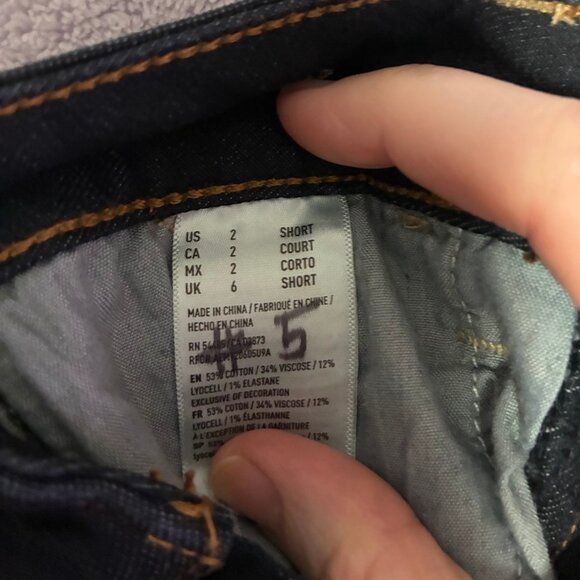 US 2 SHORT
CA 2 COURT
MX 2 CORTO
UK 6 SHORT
MADE IN CHINA / FABRIQUÉ EN CHINE /
HECHO EN CHINA
RN
EN 53% COTTON / 34% VISCOSE / 12%
LYOCELL / 1% ELASTANE
EXCLUSIVE OF DECORATION
FR 53% COTON / 34% VISCOSE / 12%
LYOCELL / 1% ÉLASTHANNE
À L'EXCEPTION DE LA GARNITURE
# 5